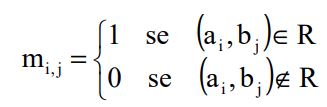 m_{i,j} = { 1 se (a_i, b_j) ∈ R
0 se (a_i, b_j) ∉ R